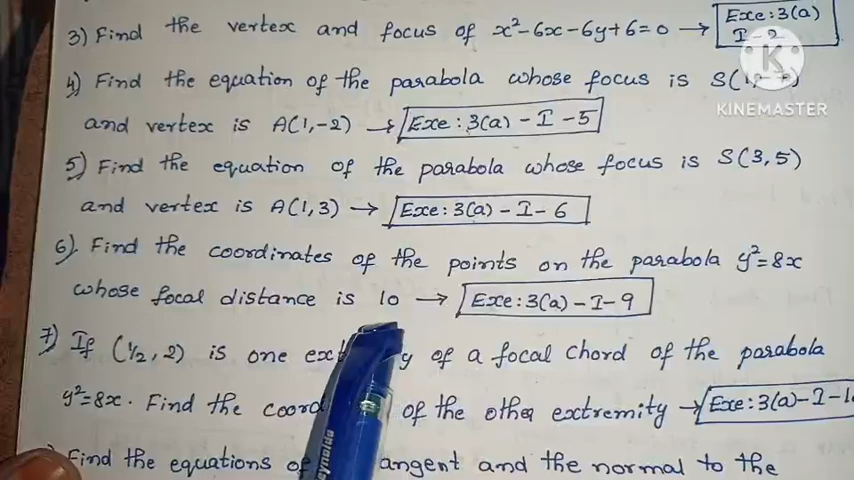 3) Find the vertex and focus of x²-6x-6y+6=0 → Exe:3(a)
4) Find the equation of the parabola whose focus is S(1,
KINEMASTER
and vertex is A(1,-2) → Exe:3(a)-I-5
5) Find the equation of the parabola whose focus is S(3,5)
and vertex is A(1,3) → Exe:3(a)-I-6
6) Find the coordinates of the points on the parabola y²=8x
whose focal distance is 10 → Exe:3(a)-I-9
7) If (1/2, 2) is one of a focal chord of the parabola
y²=8x. Find the of the other extremity → Exe:3(a)-I-1
Find the equations and the normal to the